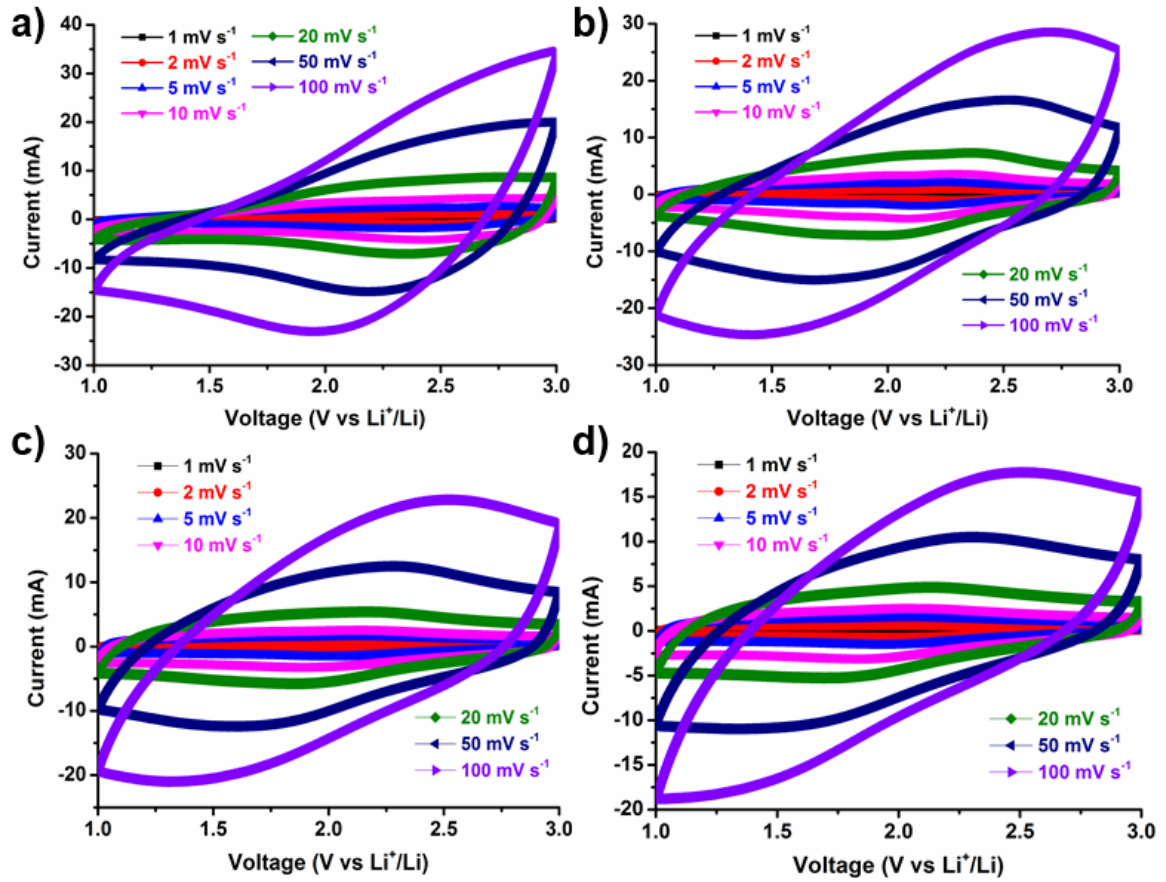 a)
40
30
20
10
0
-10
-20
-30
Current (mA)
1 mV s⁻¹
2 mV s⁻¹
5 mV s⁻¹
10 mV s⁻¹
20 mV s⁻¹
50 mV s⁻¹
100 mV s⁻¹
1.0 1.5 2.0 2.5 3.0
Voltage (V vs Li⁺/Li)
b)
30
20
10
0
-10
-20
-30
Current (mA)
1 mV s⁻¹
2 mV s⁻¹
5 mV s⁻¹
10 mV s⁻¹
20 mV s⁻¹
50 mV s⁻¹
100 mV s⁻¹
1.0 1.5 2.0 2.5 3.0
Voltage (V vs Li⁺/Li)
c)
30
20
10
0
-10
-20
Current (mA)
1 mV s⁻¹
2 mV s⁻¹
5 mV s⁻¹
10 mV s⁻¹
20 mV s⁻¹
50 mV s⁻¹
100 mV s⁻¹
1.0 1.5 2.0 2.5 3.0
Voltage (V vs Li⁺/Li)
d)
20
15
10
5
0
-5
-10
-15
-20
Current (mA)
1 mV s⁻¹
2 mV s⁻¹
5 mV s⁻¹
10 mV s⁻¹
20 mV s⁻¹
50 mV s⁻¹
100 mV s⁻¹
1.0 1.5 2.0 2.5 3.0
Voltage (V vs Li⁺/Li)